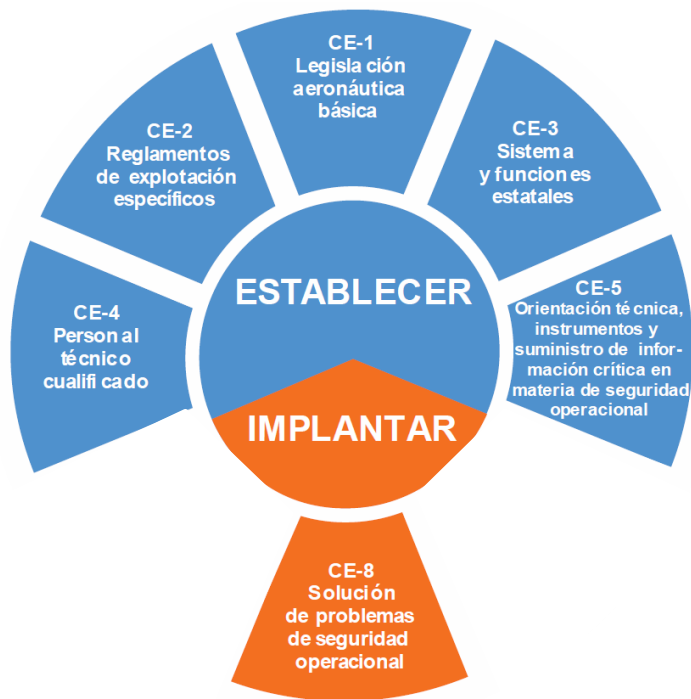 CE-1
Legislación
aeronáutica
básica
CE-2
Reglamentos
de explotación
específicos
CE-3
Sistema
y funciones
estatales
CE-4
Personal
técnico
cualificado
CE-5
Orientación técnica,
instrumentos y
suministro de infor-
mación crítica en
materia de seguridad
operacional
ESTABLECER
IMPLANTAR
CE-8
Solución
de problemas
de seguridad
operacional